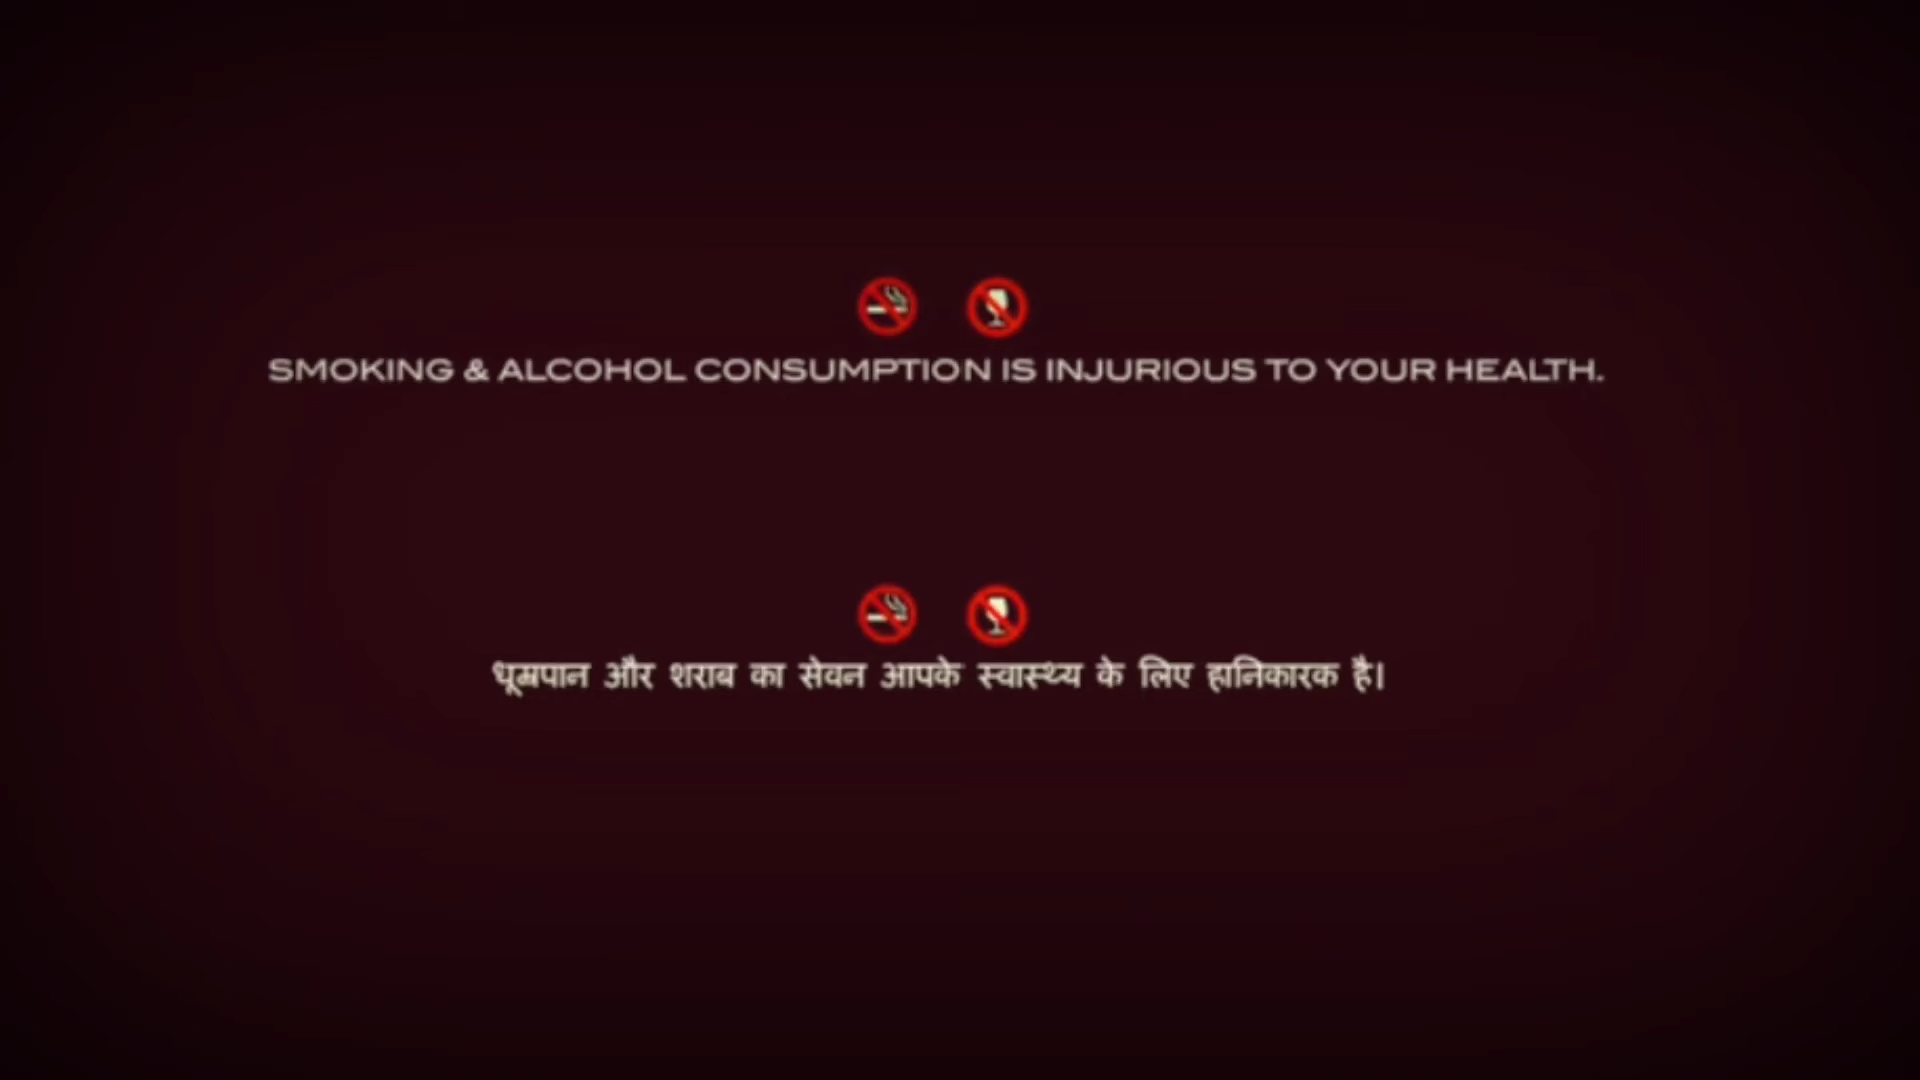 SMOKING & ALCOHOL CONSUMPTION IS INJURIOUS TO YOUR HEALTH.
धूम्रपान और शराब का सेवन आपके स्वास्थ्य के लिए हानिकारक है।